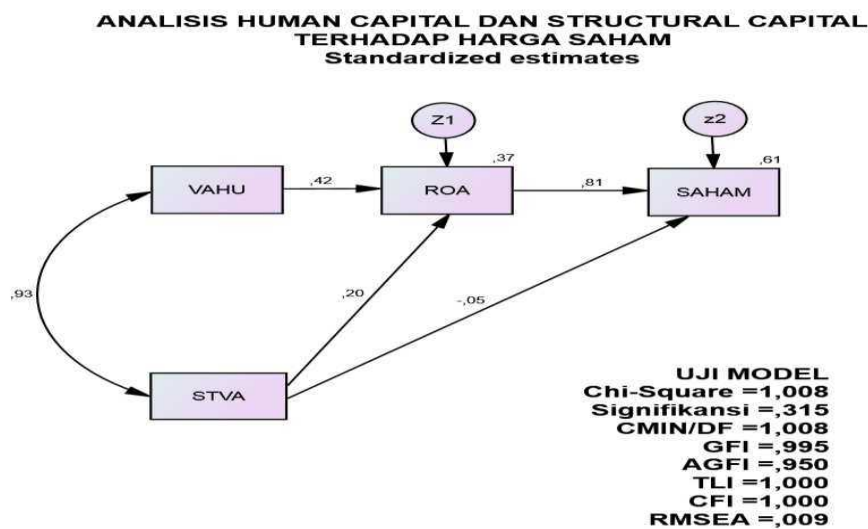 ANALISIS HUMAN CAPITAL DAN STRUCTURAL CAPITAL
TERHADAP HARGA SAHAM
Standardized estimates
Z1
z2
,37
,61
VAHU
,42
ROA
,81
SAHAM
,93
,20
-,05
STVA
UJI MODEL
Chi-Square =1,008
Signifikansi =,315
CMIN/DF =1,008
GFI =,995
AGFI =,950
TLI =1,000
CFI =1,000
RMSEA =,009